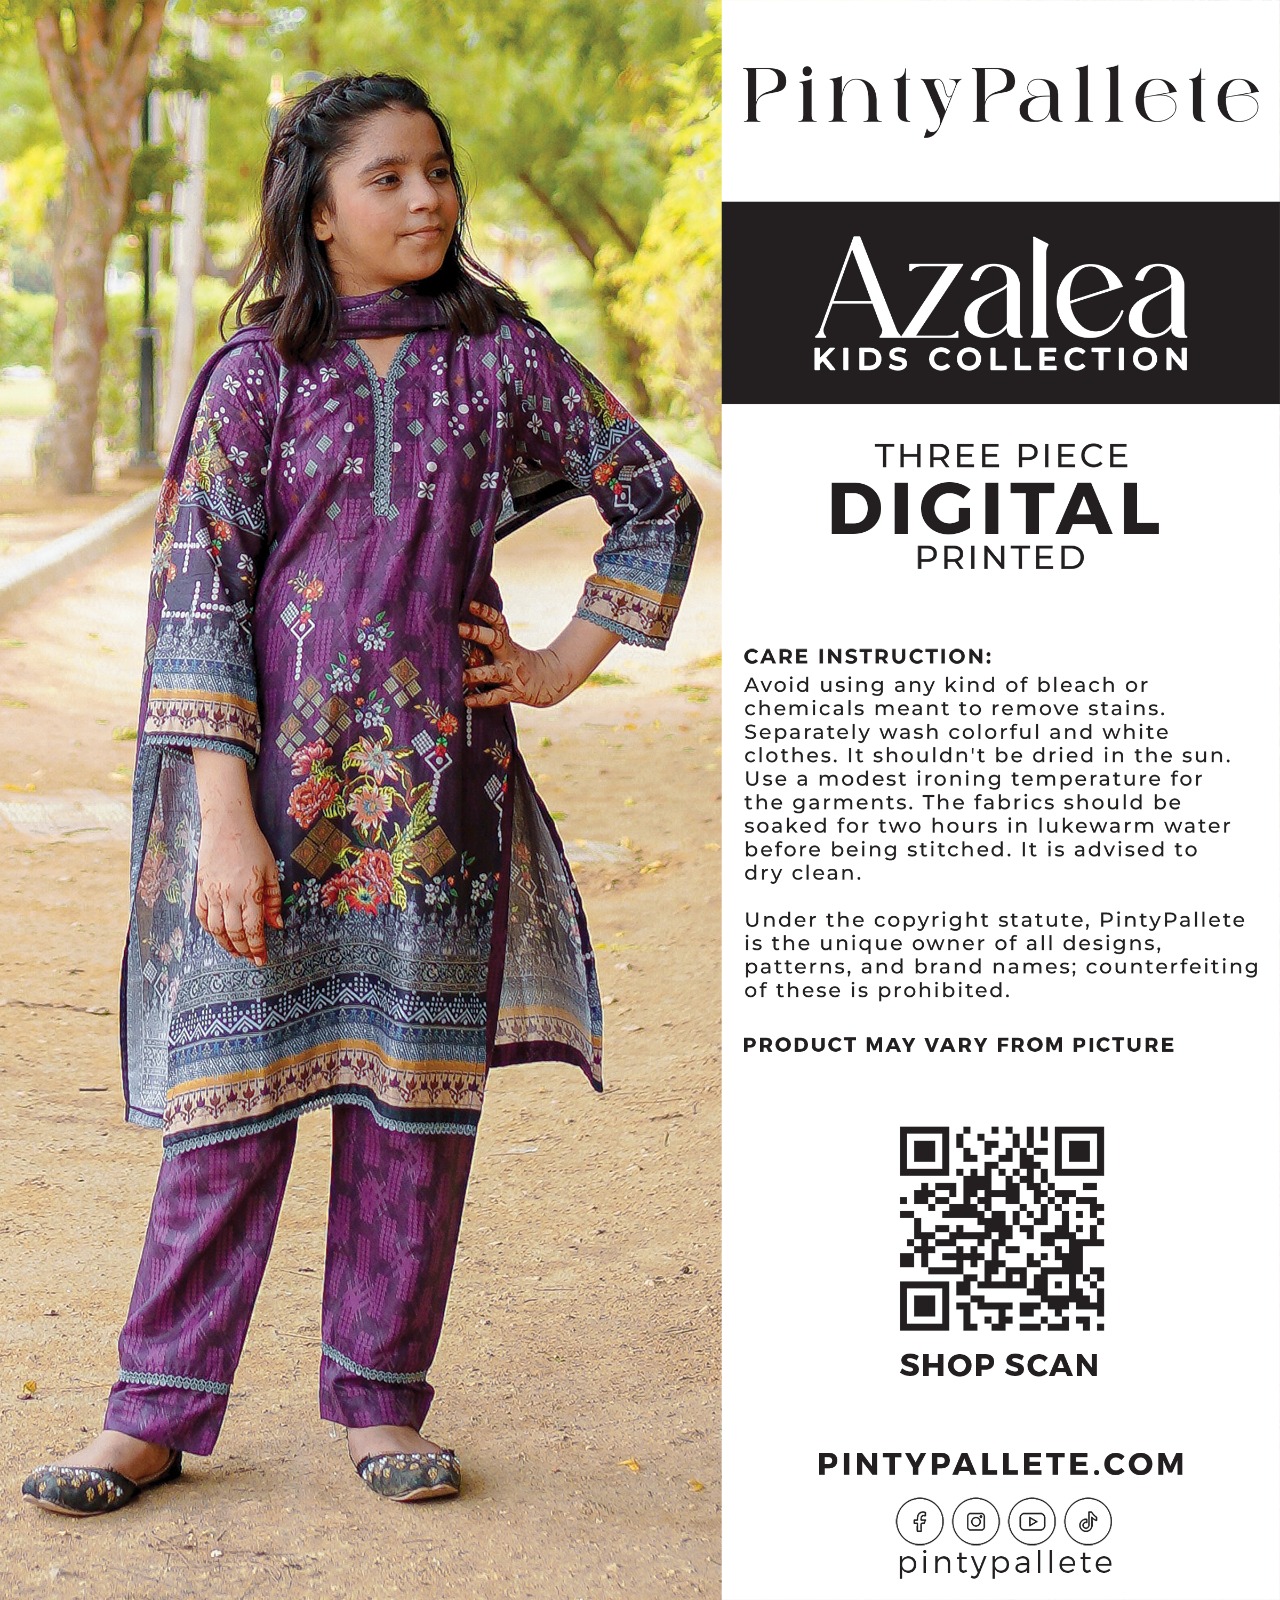 PintyPallete
Azalea
KIDS COLLECTION
THREE PIECE
DIGITAL
PRINTED
CARE INSTRUCTION:
Avoid using any kind of bleach or
chemicals meant to remove stains.
Separately wash colorful and white
clothes. It shouldn't be dried in the sun.
Use a modest ironing temperature for
the garments. The fabrics should be
soaked for two hours in lukewarm water
before being stitched. It is advised to
dry clean.
Under the copyright statute, PintyPallete
is the unique owner of all designs,
patterns, and brand names; counterfeiting
of these is prohibited.
PRODUCT MAY VARY FROM PICTURE
SHOP SCAN
PINTYPALLETE.COM
pintypallete